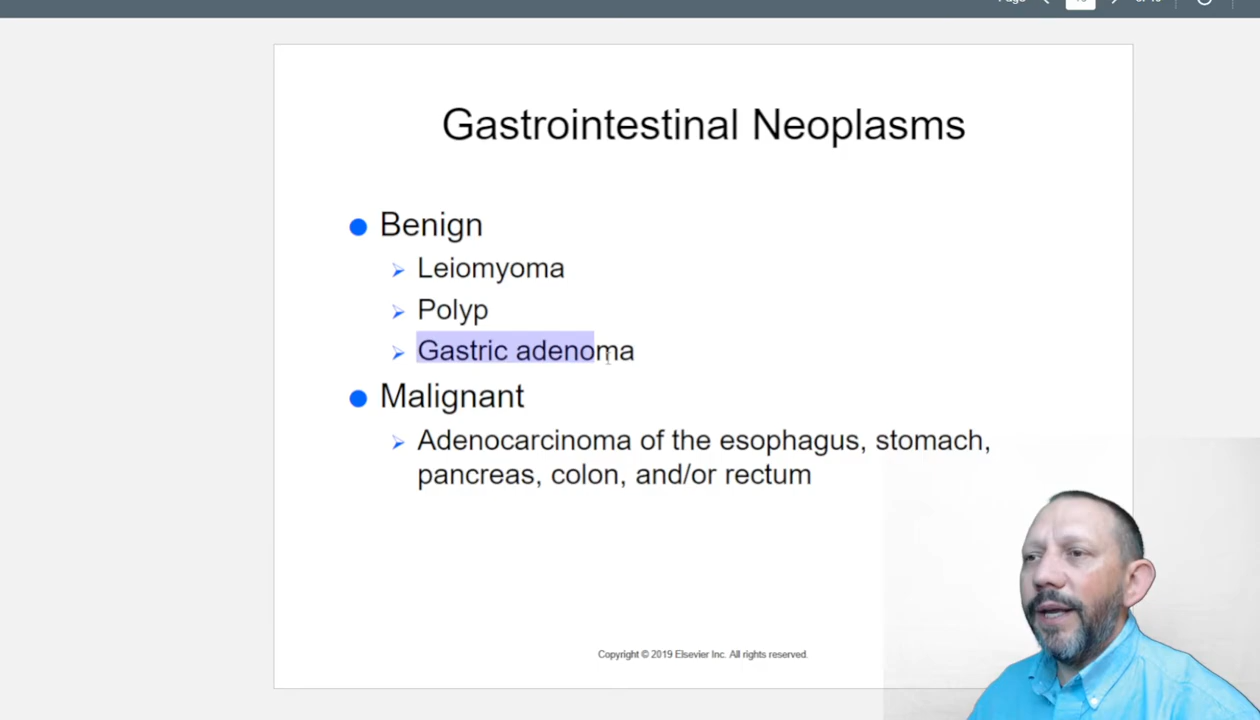 Gastrointestinal Neoplasms
Benign
Leiomyoma
Polyp
Gastric adenoma
Malignant
Adenocarcinoma of the esophagus, stomach,
pancreas, colon, and/or rectum
Copyright © 2019 Elsevier Inc. All rights reserved.